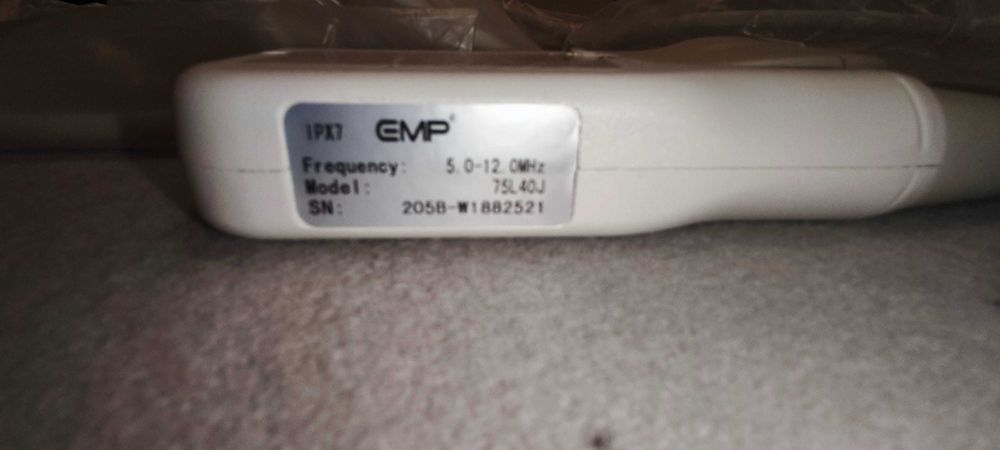 IPX7 EMP®
Frequency: 5.0-12.0MHz
Model: 75L40J
SN: 205B-W1882521